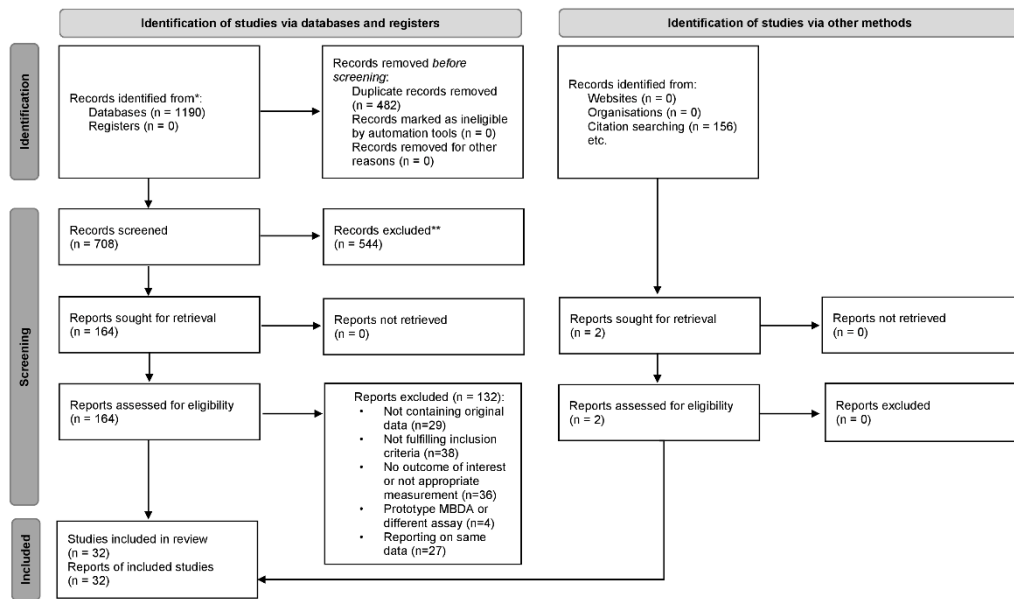 Identification of studies via databases and registers
Identification of studies via other methods
Identification
Records identified from*:
Databases (n = 1190)
Registers (n = 0)
Records removed before
screening:
Duplicate records removed
(n = 482)
Records marked as ineligible
by automation tools (n = 0)
Records removed for other
reasons (n = 0)
Records identified from:
Websites (n = 0)
Organisations (n = 0)
Citation searching (n = 156)
etc.
Screening
Records screened
(n = 708)
Records excluded**
(n = 544)
Reports sought for retrieval
(n = 164)
Reports not retrieved
(n = 0)
Reports sought for retrieval
(n = 2)
Reports not retrieved
(n = 0)
Reports assessed for eligibility
(n = 164)
Reports excluded (n = 132):
• Not containing original
data (n=29)
• Not fulfilling inclusion
criteria (n=38)
• No outcome of interest
or not appropriate
measurement (n=36)
• Prototype MBDA or
different assay (n=4)
• Reporting on same
data (n=27)
Reports assessed for eligibility
(n = 2)
Reports excluded
(n = 0)
Included
Studies included in review
(n = 32)
Reports of included studies
(n = 32)